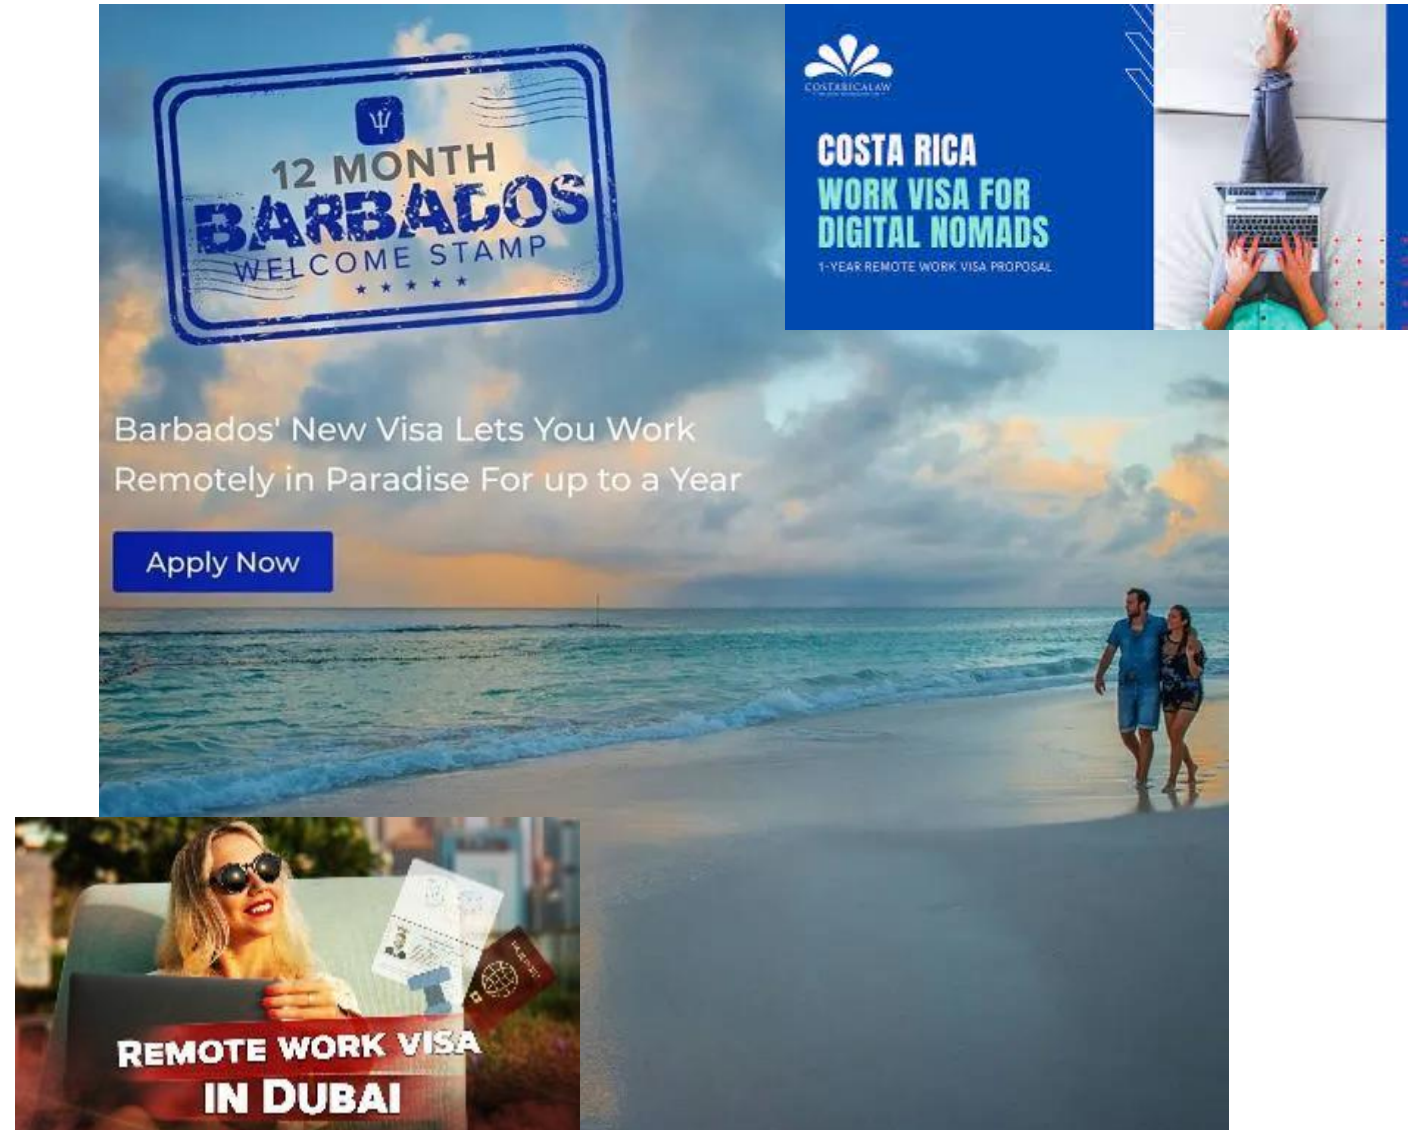 12 MONTH
BARBADOS
WELCOME STAMP
Barbados' New Visa Lets You Work
Remotely in Paradise For up to a Year
Apply Now
COSTARICALAW
COSTA RICA
WORK VISA FOR
DIGITAL NOMADS
1-YEAR REMOTE WORK VISA PROPOSAL
REMOTE WORK VISA
IN DUBAI